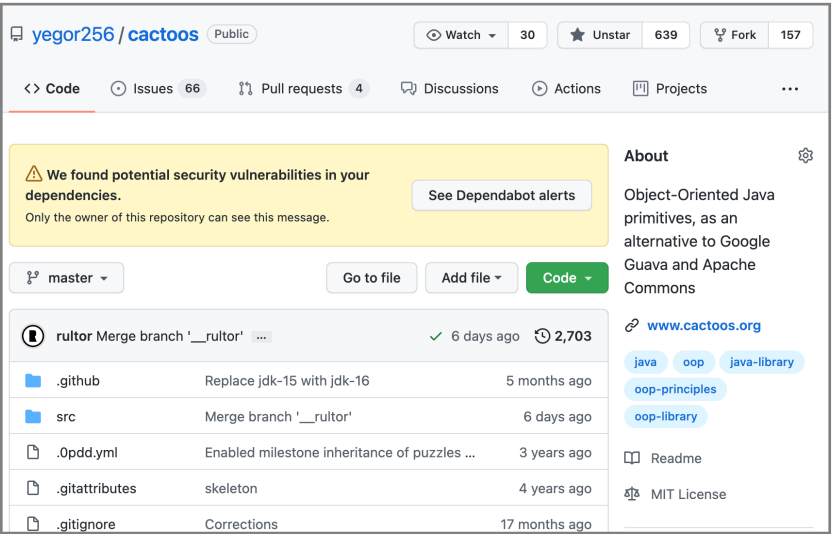 yegor256 / cactoos Public
Watch 30 Unstar 639 Fork 157
Code Issues 66 Pull requests 4 Discussions Actions Projects ...
We found potential security vulnerabilities in your
dependencies.
Only the owner of this repository can see this message.
See Dependabot alerts
master Go to file Add file Code
rultor Merge branch '__rultor' ... 6 days ago 2,703
.github Replace jdk-15 with jdk-16 5 months ago
src Merge branch '__rultor' 6 days ago
.0pdd.yml Enabled milestone inheritance of puzzles ... 3 years ago
.gitattributes skeleton 4 years ago
.gitignore Corrections 17 months ago
About
Object-Oriented Java
primitives, as an
alternative to Google
Guava and Apache
Commons
www.cactoos.org
java oop java-library
oop-principles
oop-library
Readme
MIT License